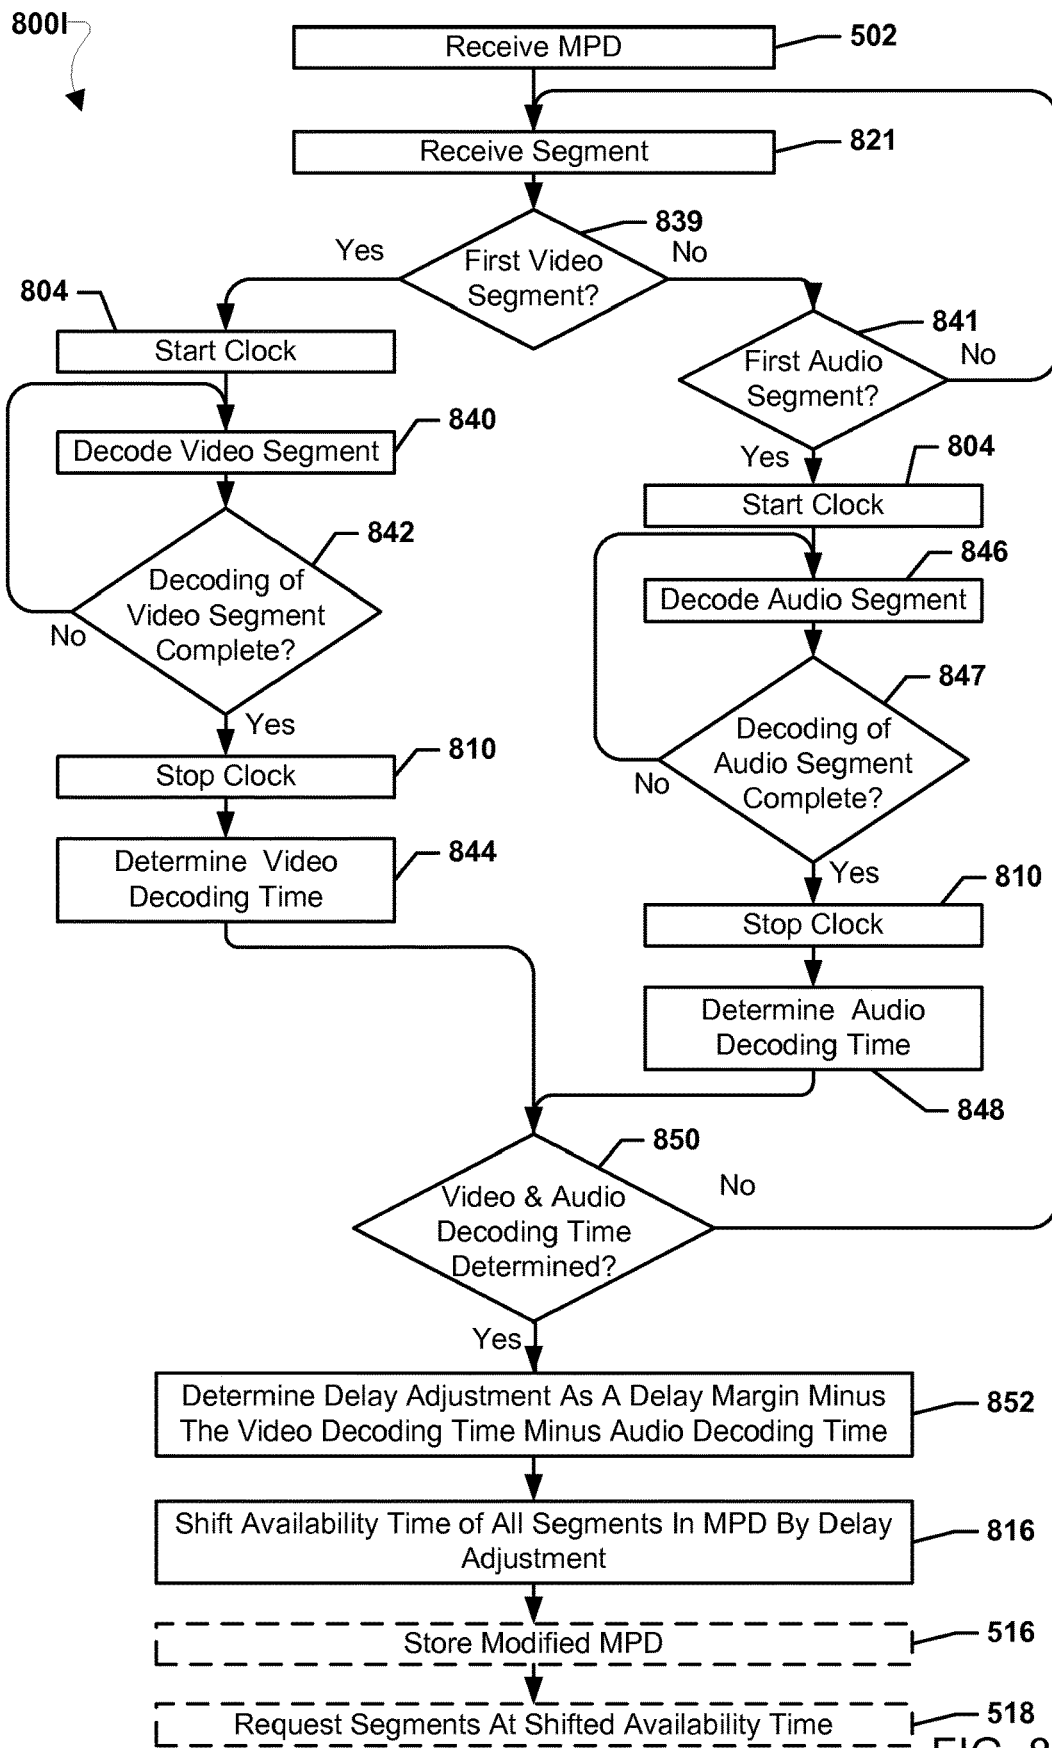 800I
Receive MPD
502
Receive Segment
821
839
Yes
First Video
Segment?
No
804
Start Clock
841
First Audio
Segment?
No
Decode Video Segment
840
Yes
804
Start Clock
842
Decoding of
Video Segment
Complete?
No
846
Decode Audio Segment
847
Yes
Decoding of
Audio Segment
Complete?
No
810
Stop Clock
Determine Video
Decoding Time
844
Yes
810
Stop Clock
Determine Audio
Decoding Time
848
850
Video & Audio
Decoding Time
Determined?
No
Yes
Determine Delay Adjustment As A Delay Margin Minus
The Video Decoding Time Minus Audio Decoding Time
852
Shift Availability Time of All Segments In MPD By Delay
Adjustment
816
Store Modified MPD
516
Request Segments At Shifted Availability Time
518
FIG. 8